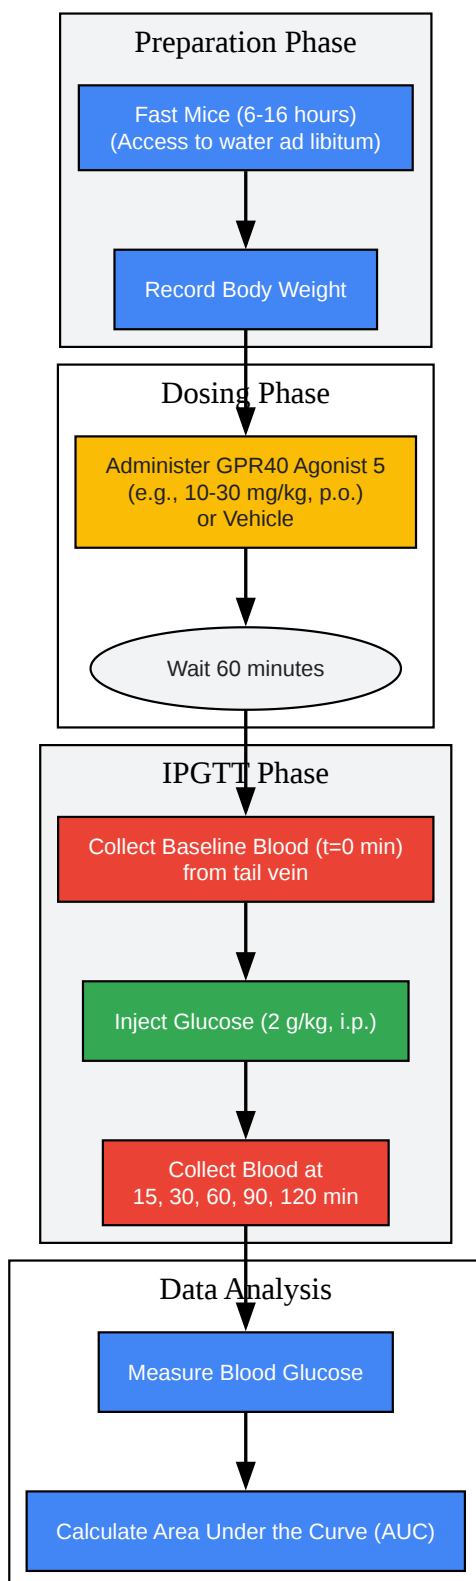 Preparation Phase
Fast Mice (6-16 hours)
(Access to water ad libitum)
Record Body Weight
Dosing Phase
Administer GPR40 Agonist 5
(e.g., 10-30 mg/kg, p.o.)
or Vehicle
Wait 60 minutes
IPGTT Phase
Collect Baseline Blood (t=0 min)
from tail vein
Inject Glucose (2 g/kg, i.p.)
Collect Blood at
15, 30, 60, 90, 120 min
Data Analysis
Measure Blood Glucose
Calculate Area Under the Curve (AUC)